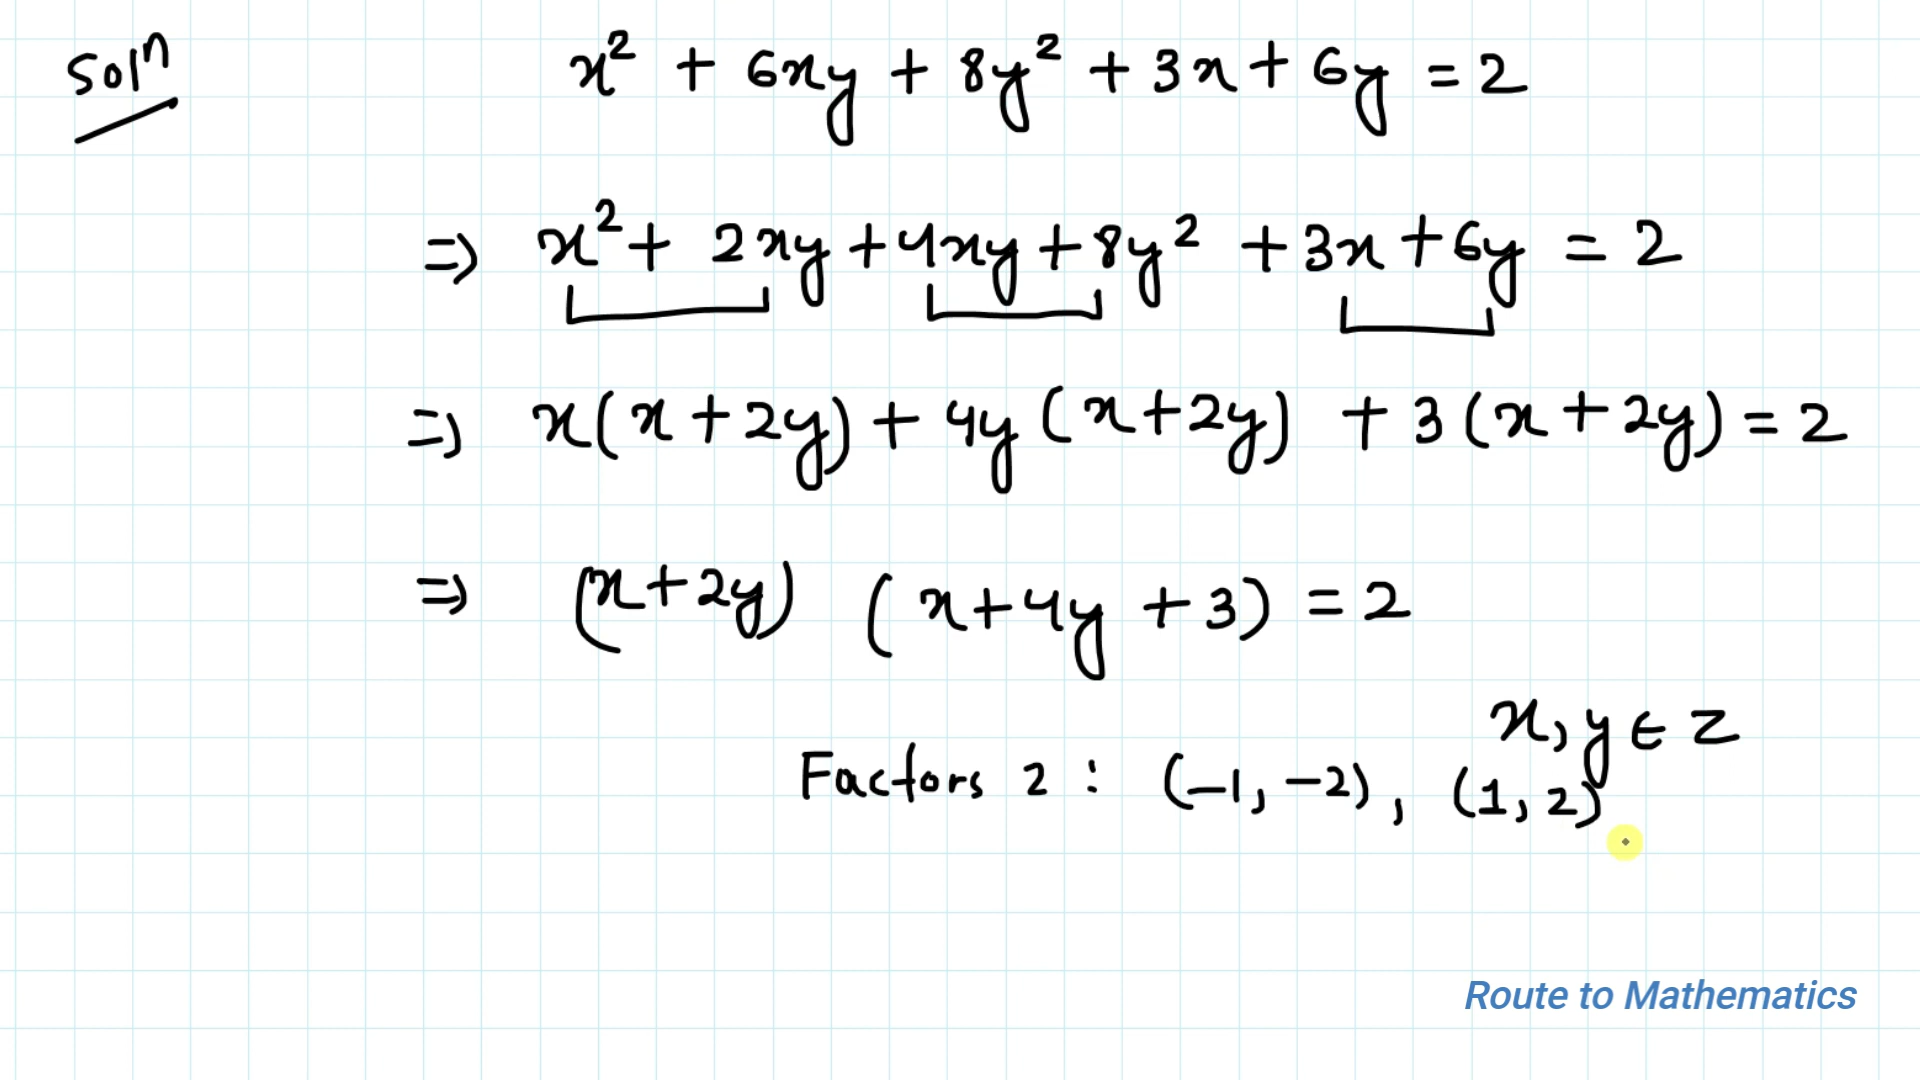 Solⁿ x² + 6xy + 8y² + 3x + 6y = 2
⇒ x² + 2xy + 4xy + 8y² + 3x + 6y = 2
⇒ x(x + 2y) + 4y(x + 2y) + 3(x + 2y) = 2
⇒ (x + 2y) (x + 4y + 3) = 2
x, y ∈ Z
Factors 2 : (-1, -2), (1, 2)
Route to Mathematics